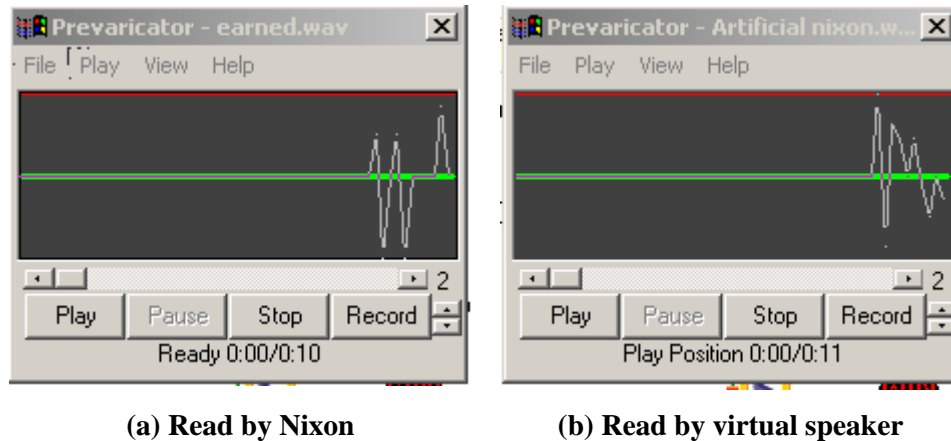 Prevaricator - earned.wav
File Play View Help
2
Play Pause Stop Record
Ready 0:00/0:10
(a) Read by Nixon
Prevaricator - Artificial nixon.w...
File Play View Help
2
Play Pause Stop Record
Play Position 0:00/0:11
(b) Read by virtual speaker